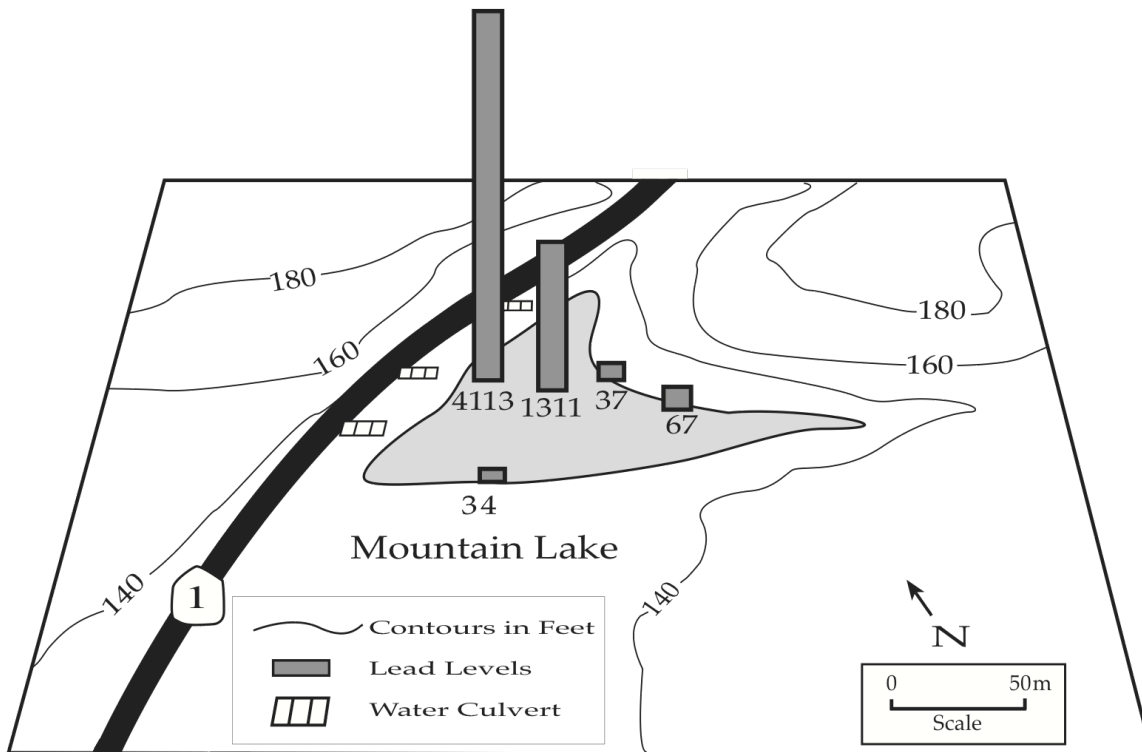 180
180
160
160
4113
1311
37
67
34
Mountain Lake
140
1
140
Contours in Feet
Lead Levels
Water Culvert
N
0 50m
Scale